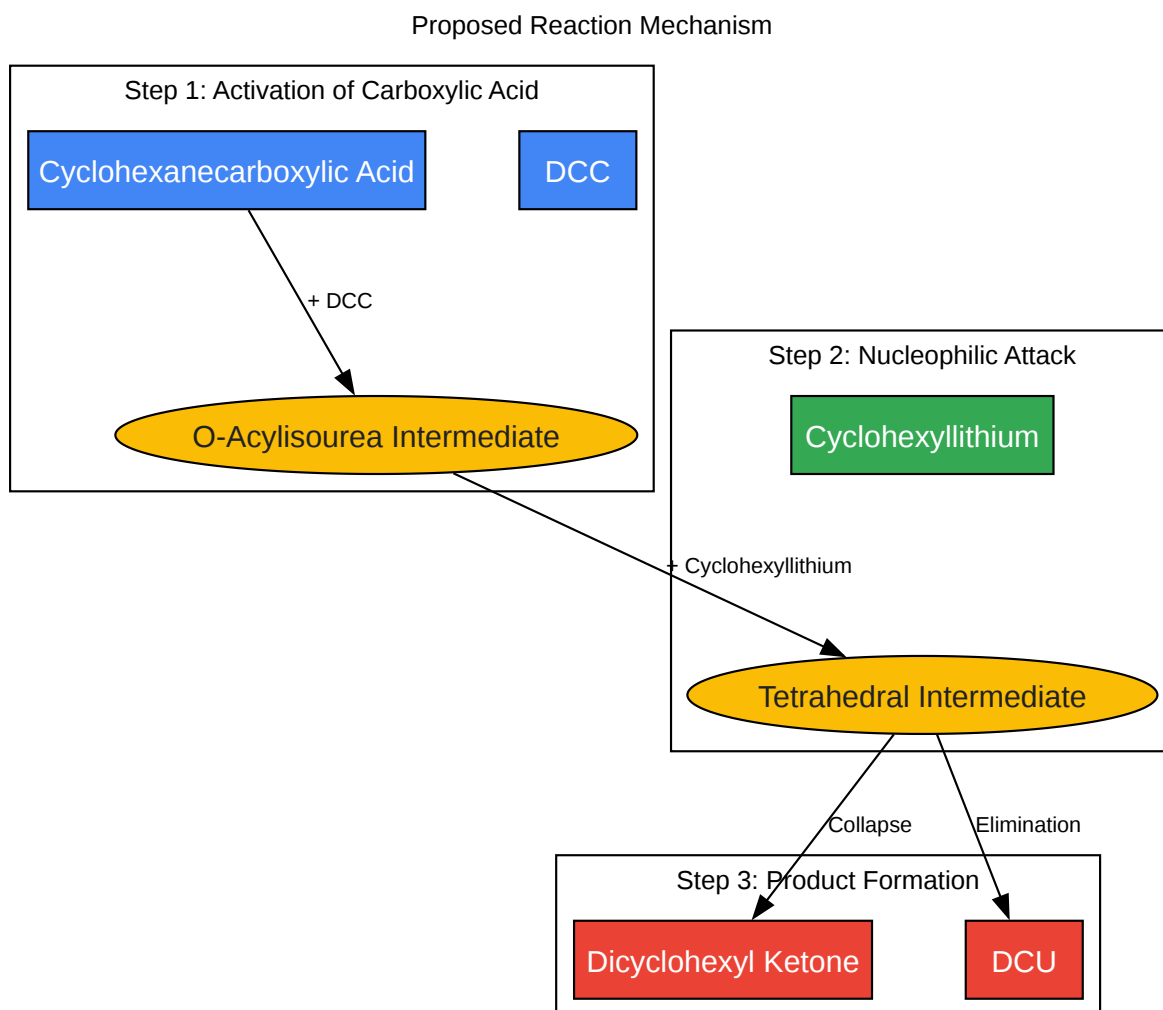 Proposed Reaction Mechanism
Step 1: Activation of Carboxylic Acid
Cyclohexanecarboxylic Acid
DCC
+ DCC
O-Acylisourea Intermediate
Step 2: Nucleophilic Attack
Cyclohexyllithium
+ Cyclohexyllithium
Tetrahedral Intermediate
Collapse
Elimination
Step 3: Product Formation
Dicyclohexyl Ketone
DCU